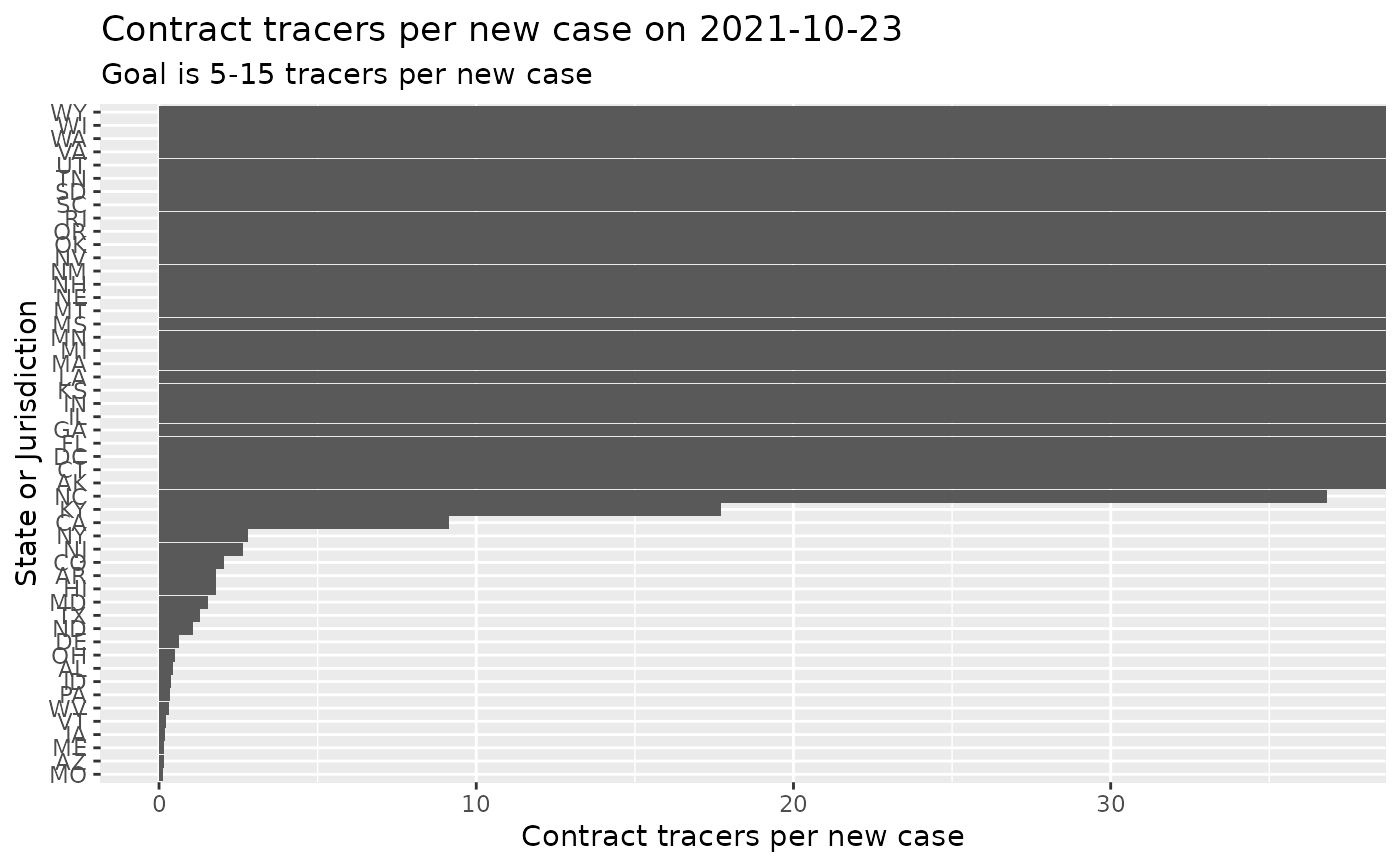 Contract tracers per new case on 2021-10-23
Goal is 5-15 tracers per new case
State or Jurisdiction
WY
WI
WA
VA
UT
TN
SD
SC
RI
OR
OK
NV
NM
NH
NE
MT
MS
MN
MI
MA
LA
KS
IN
IL
GA
FL
DC
CT
AK
NC
KY
CA
NY
NJ
CO
AR
HI
MD
TX
ND
DE
OH
AL
ID
PA
WV
VT
IA
ME
AZ
MO
0 10 20 30
Contract tracers per new case